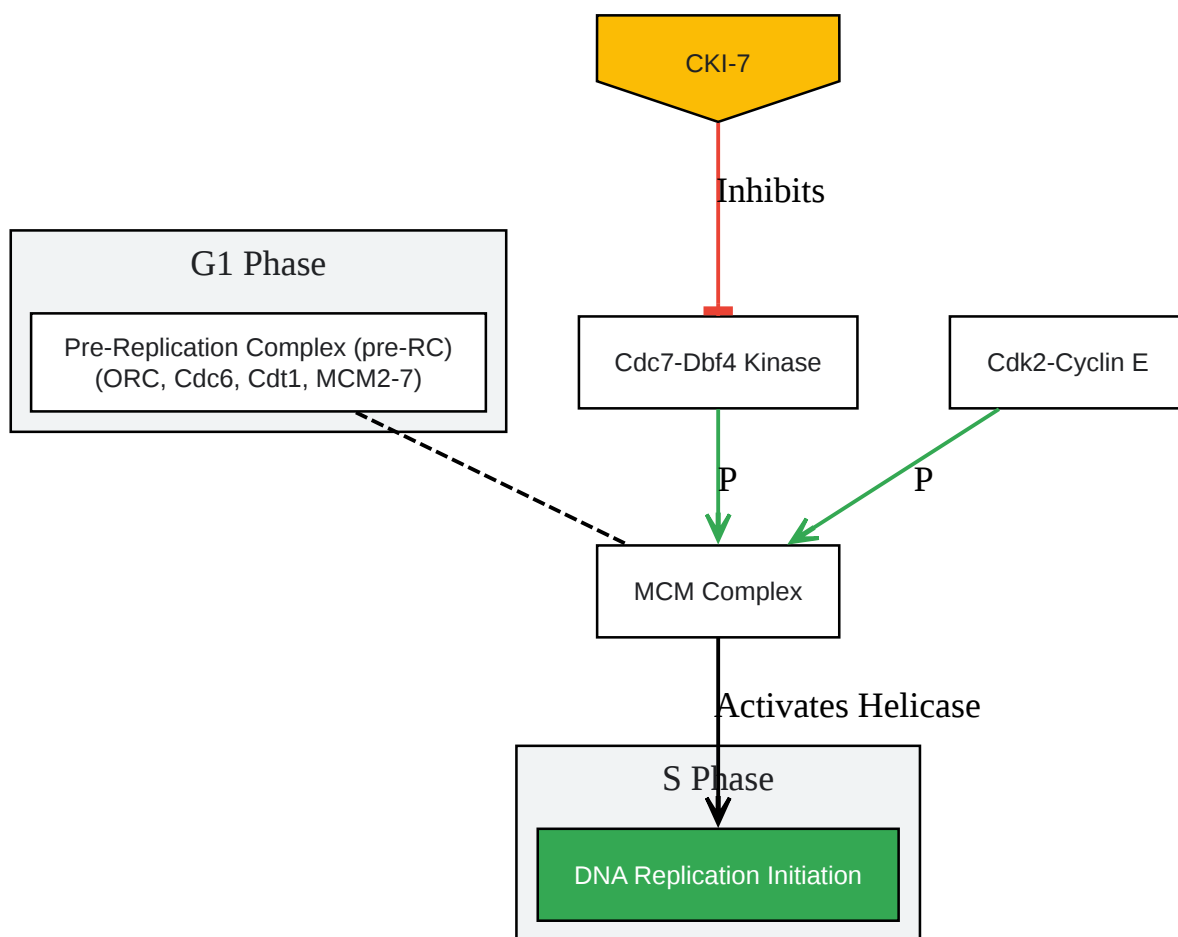 CKI-7
Inhibits
G1 Phase
Pre-Replication Complex (pre-RC)
(ORC, Cdc6, Cdt1, MCM2-7)
Cdc7-Dbf4 Kinase
Cdk2-Cyclin E
P
P
MCM Complex
Activates Helicase
S Phase
DNA Replication Initiation